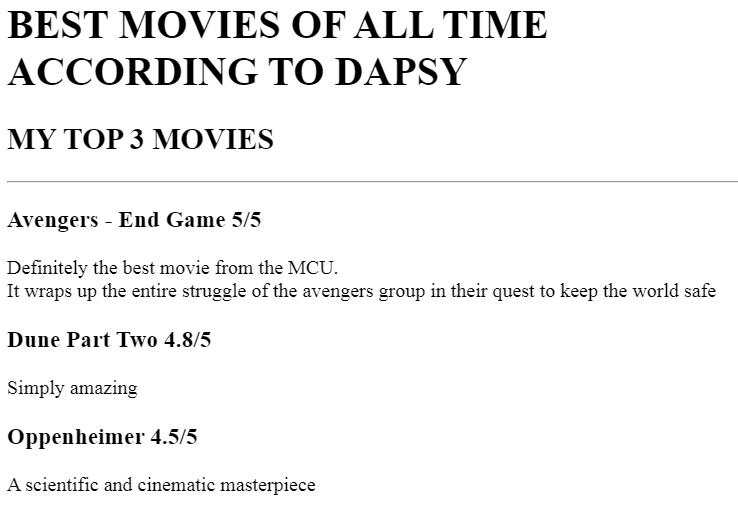 BEST MOVIES OF ALL TIME
ACCORDING TO DAPSY
MY TOP 3 MOVIES
Avengers - End Game 5/5
Definitely the best movie from the MCU.
It wraps up the entire struggle of the avengers group in their quest to keep the world safe
Dune Part Two 4.8/5
Simply amazing
Oppenheimer 4.5/5
A scientific and cinematic masterpiece